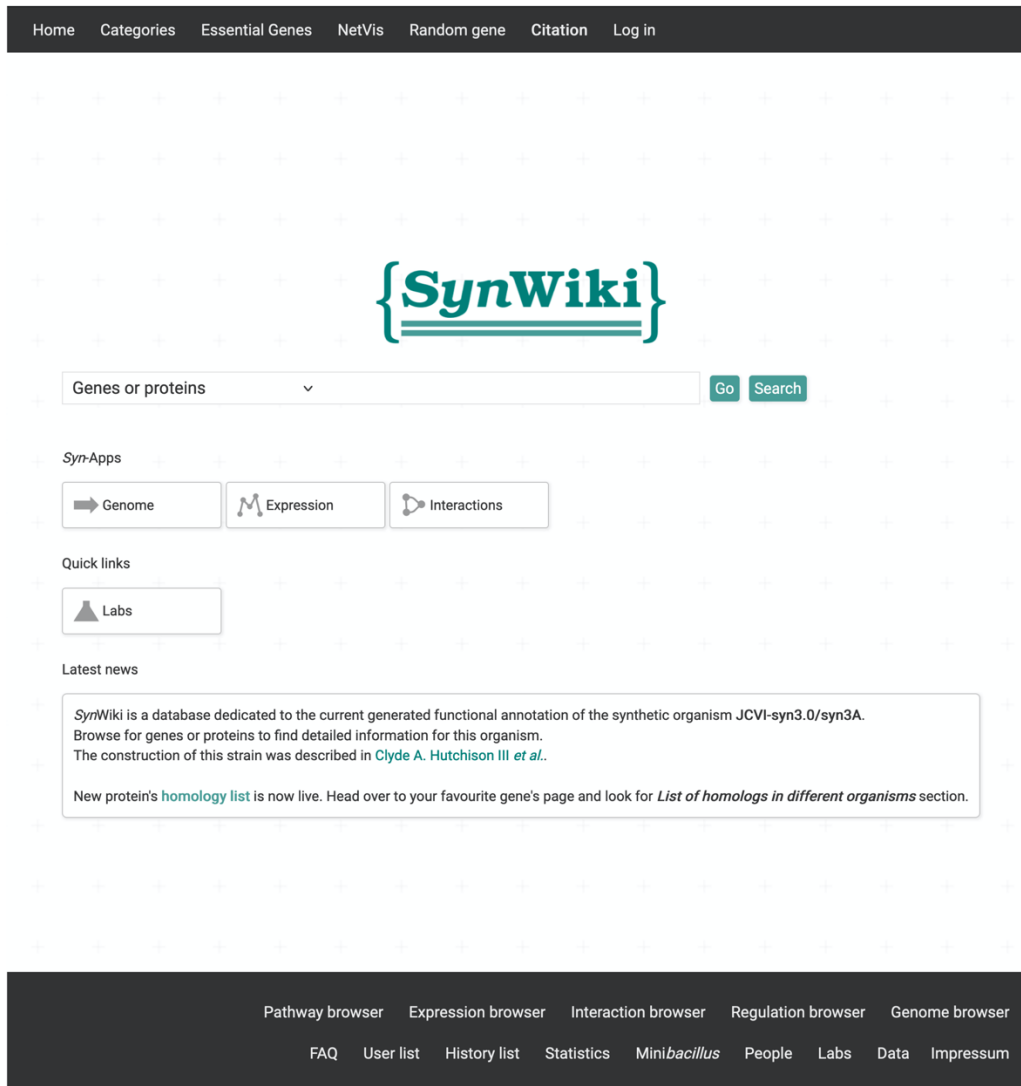 Home Categories Essential Genes NetVis Random gene Citation Log in
{SynWiki}
Genes or proteins Go Search
Syn-Apps
Genome Expression Interactions
Quick links
Labs
Latest news
SynWiki is a database dedicated to the current generated functional annotation of the synthetic organism JCVI-syn3.0/syn3A.
Browse for genes or proteins to find detailed information for this organism.
The construction of this strain was described in Clyde A. Hutchison III et al..
New protein's homology list is now live. Head over to your favourite gene's page and look for List of homologs in different organisms section.
Pathway browser Expression browser Interaction browser Regulation browser Genome browser
FAQ User list History list Statistics Minibacillus People Labs Data Impressum